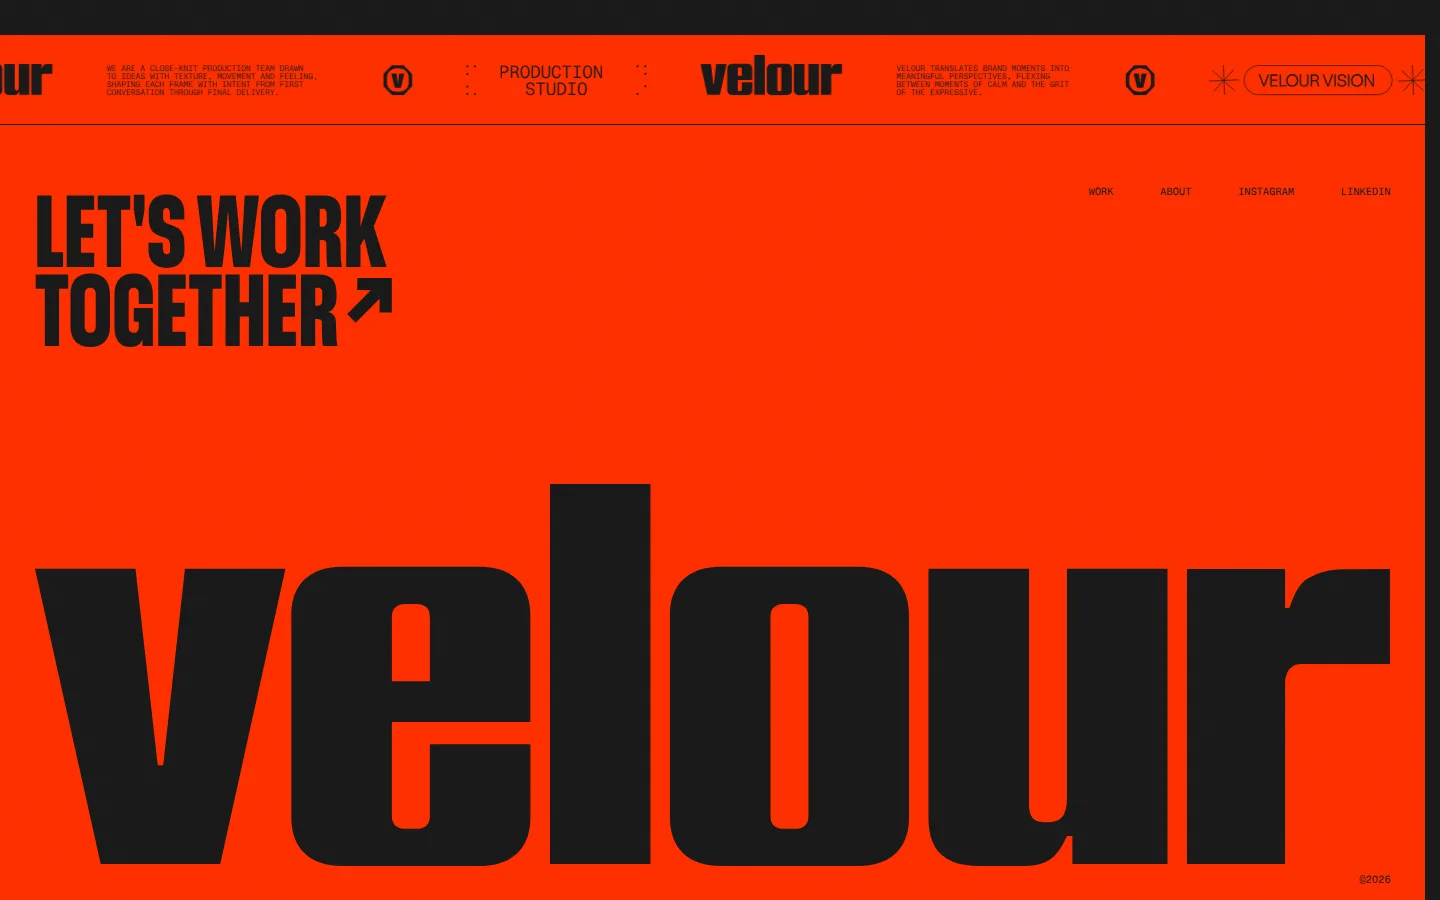 our
WE ARE A CLOSE-KNIT PRODUCTION TEAM DRAWN
TO IDEAS WITH TEXTURE, MOVEMENT AND FEELING,
SHAPING EACH FRAME WITH INTENT FROM FIRST
CONVERSATION THROUGH FINAL DELIVERY.
V
PRODUCTION
STUDIO
velour
VELOUR TRANSLATES BRAND MOMENTS INTO
MEANINGFUL PERSPECTIVES, FLEXING
BETWEEN MOMENTS OF CALM AND THE GRIT
OF THE EXPRESSIVE.
V
VELOUR VISION
WORK ABOUT INSTAGRAM LINKEDIN
LET'S WORK
TOGETHER↗
velour
©2026